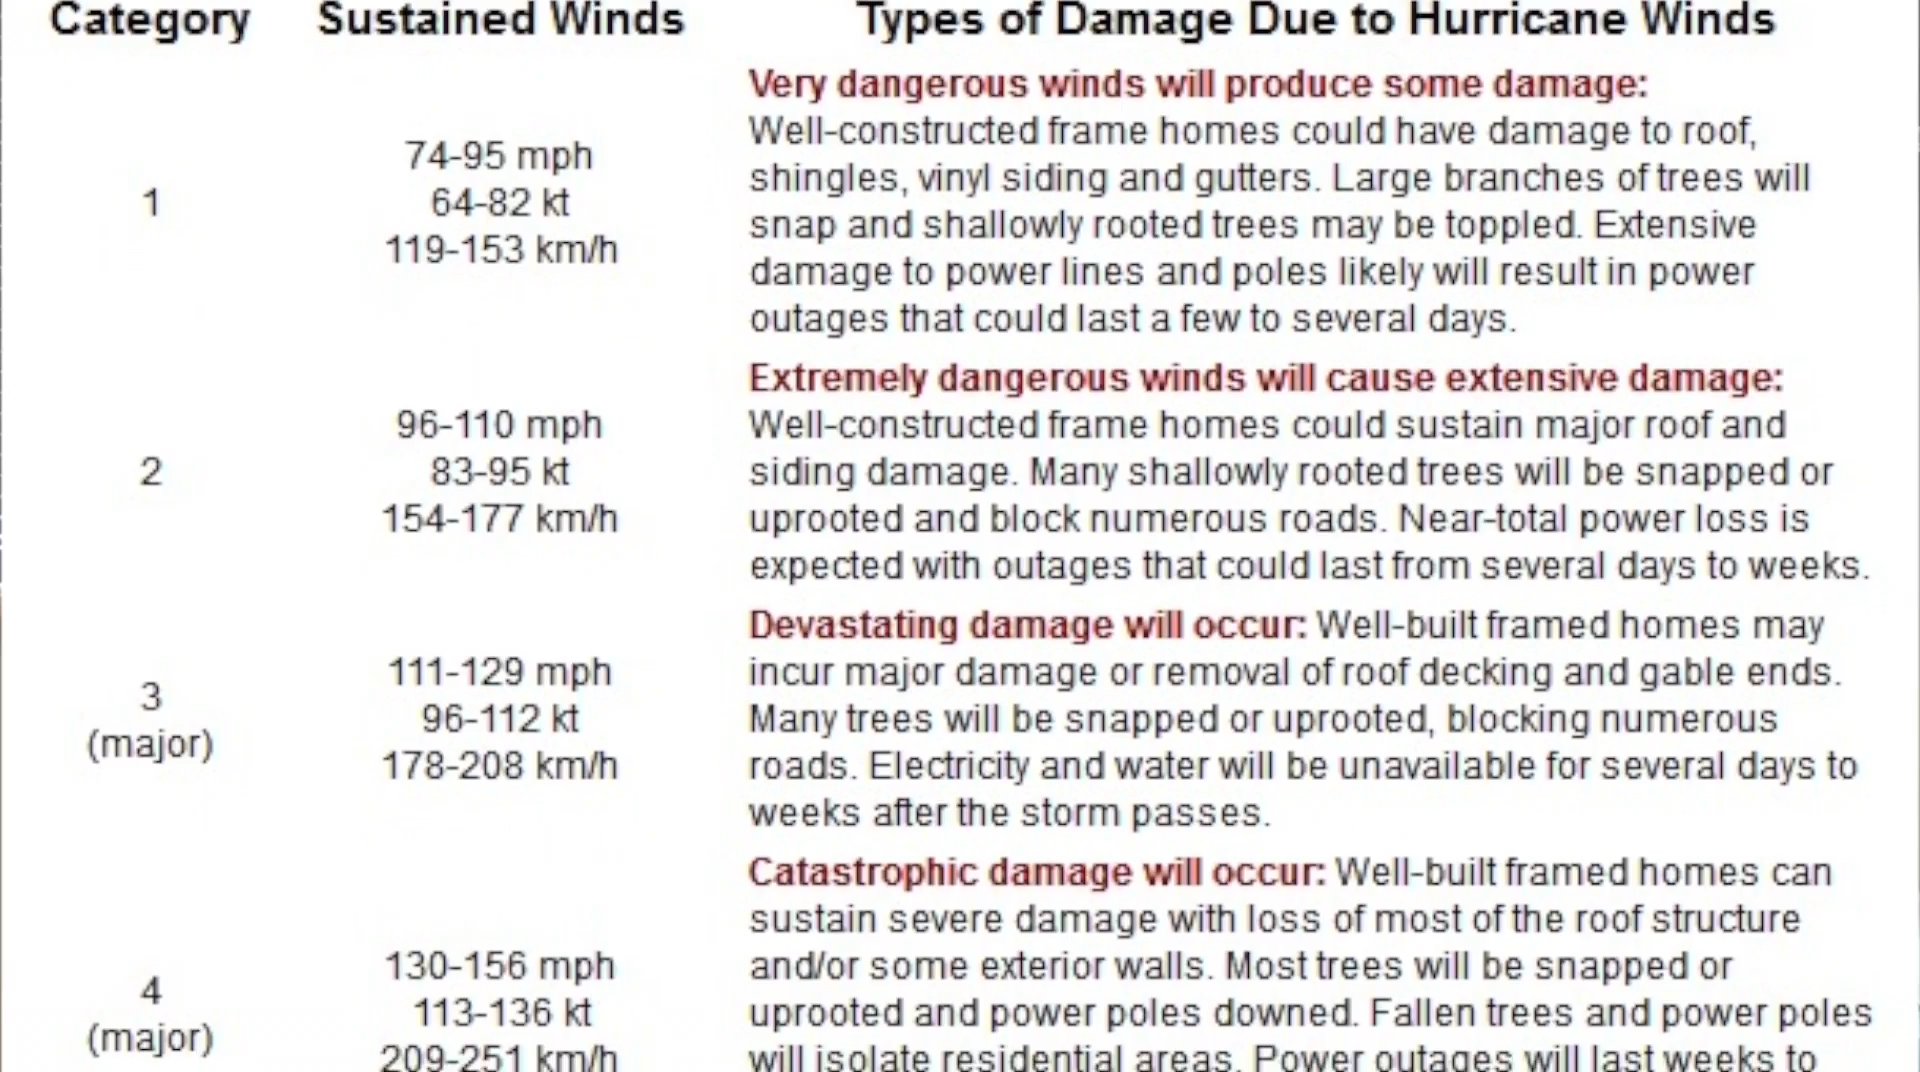 Category Sustained Winds Types of Damage Due to Hurricane Winds
1
74-95 mph
64-82 kt
119-153 km/h
Very dangerous winds will produce some damage:
Well-constructed frame homes could have damage to roof,
shingles, vinyl siding and gutters. Large branches of trees will
snap and shallowly rooted trees may be toppled. Extensive
damage to power lines and poles likely will result in power
outages that could last a few to several days.
2
96-110 mph
83-95 kt
154-177 km/h
Extremely dangerous winds will cause extensive damage:
Well-constructed frame homes could sustain major roof and
siding damage. Many shallowly rooted trees will be snapped or
uprooted and block numerous roads. Near-total power loss is
expected with outages that could last from several days to weeks.
3
(major)
111-129 mph
96-112 kt
178-208 km/h
Devastating damage will occur: Well-built framed homes may
incur major damage or removal of roof decking and gable ends.
Many trees will be snapped or uprooted, blocking numerous
roads. Electricity and water will be unavailable for several days to
weeks after the storm passes.
4
(major)
130-156 mph
113-136 kt
209-251 km/h
Catastrophic damage will occur: Well-built framed homes can
sustain severe damage with loss of most of the roof structure
and/or some exterior walls. Most trees will be snapped or
uprooted and power poles downed. Fallen trees and power poles
will isolate residential areas. Power outages will last weeks to